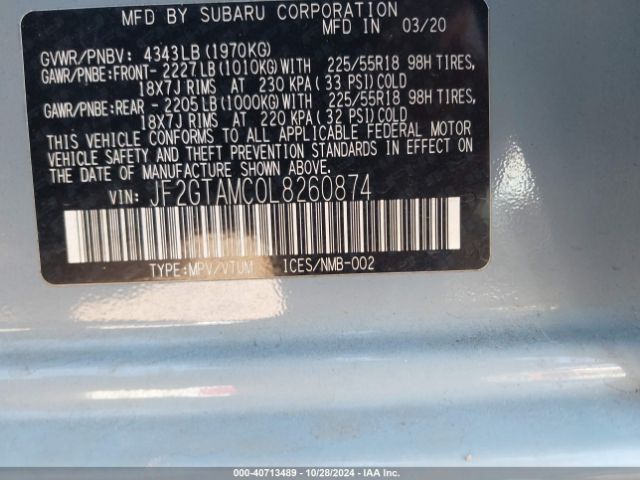 MFD BY SUBARU CORPORATION
MFD IN 03/20
GVWR/PNBV: 4343LB(1970KG)
GAWR/PNBE:FRONT- 2227LB(1010KG)WITH 225/55R18 98H TIRES,
18X7J RIMS AT 230 KPA(33 PSI)COLD
GAWR/PNBE:REAR - 2205LB(1000KG)WITH 225/55R18 98H TIRES,
18X7J RIMS AT 220 KPA(32 PSI)COLD
THIS VEHICLE CONFORMS TO ALL APPLICABLE FEDERAL MOTOR
VEHICLE SAFETY AND THEFT PREVENTION STANDARDS IN EFFECT ON
THE DATE OF MANUFACTURE SHOWN ABOVE.
VIN: JF2GTAMC0L8260874
TYPE:MPV/VTUM ICES/NMB-002
000-40713489 - 10/28/2024 - IAA Inc.